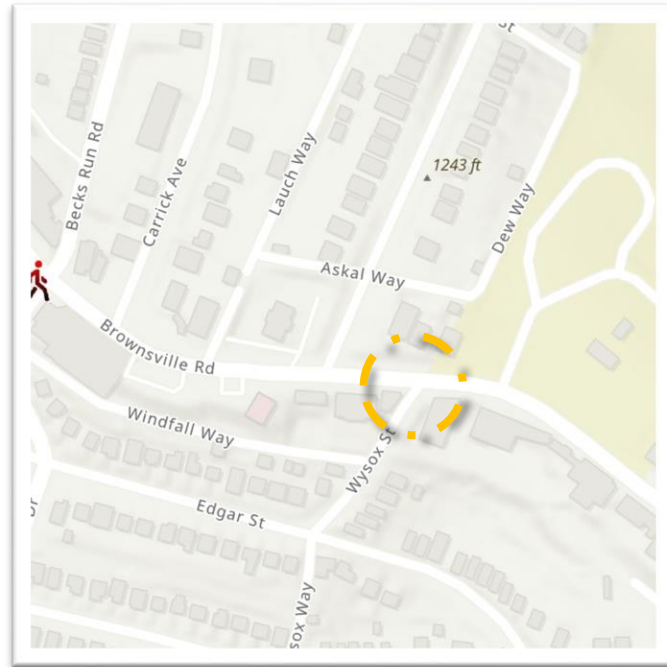 St
Becks Run Rd
Carrick Ave
Lauch Way
1243 ft
Dew Way
Askal Way
Brownsville Rd
Windfall Way
Wysox St
Edgar St
sox Way